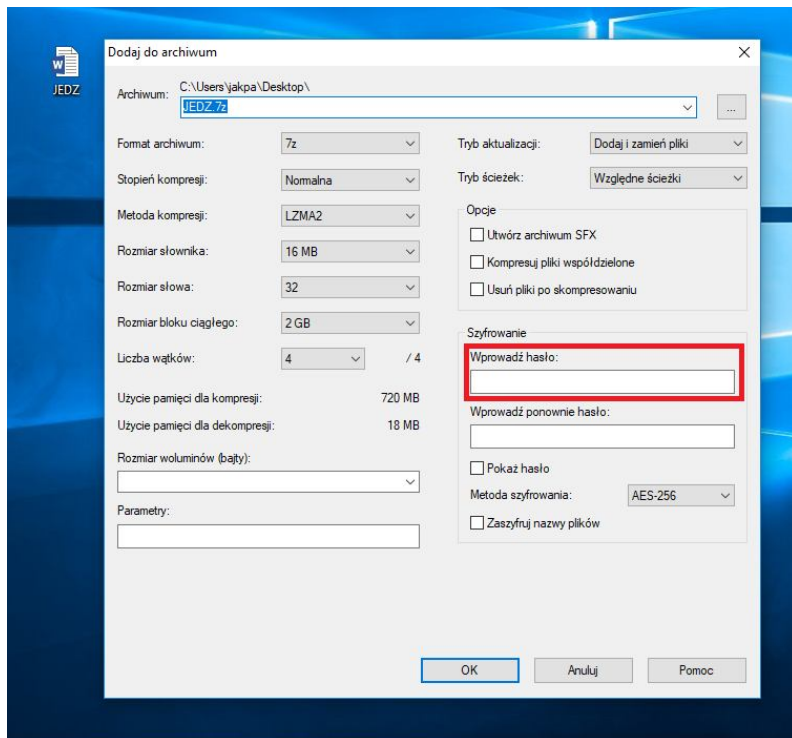 JEDZ
Dodaj do archiwum
Archiwum:
C:\Users\jakpa\Desktop\
JEDZ.7z
...
Format archiwum:
7z
Stopień kompresji:
Normalna
Metoda kompresji:
LZMA2
Rozmiar słownika:
16 MB
Rozmiar słowa:
32
Rozmiar bloku ciągłego:
2 GB
Liczba wątków:
4
/ 4
Użycie pamięci dla kompresji:
720 MB
Użycie pamięci dla dekompresji:
18 MB
Rozmiar woluminów (bajty):
Parametry:
Tryb aktualizacji:
Dodaj i zamień pliki
Tryb ścieżek:
Względne ścieżki
Opcje
Utwórz archiwum SFX
Kompresuj pliki współdzielone
Usuń pliki po skompresowaniu
Szyfrowanie
Wprowadź hasło:
Wprowadź ponownie hasło:
Pokaż hasło
Metoda szyfrowania:
AES-256
Zaszyfruj nazwy plików
OK
Anuluj
Pomoc